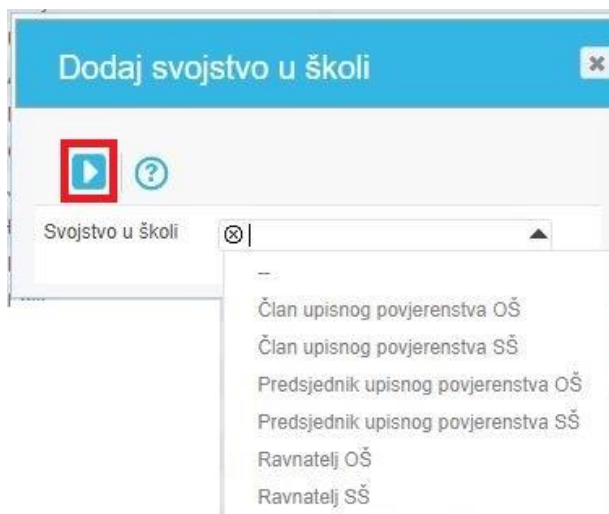 Dodaj svojstvo u školi
Svojstvo u školi
--
Član upisnog povjerenstva OŠ
Član upisnog povjerenstva SŠ
Predsjednik upisnog povjerenstva OŠ
Predsjednik upisnog povjerenstva SŠ
Ravnatelj OŠ
Ravnatelj SŠ